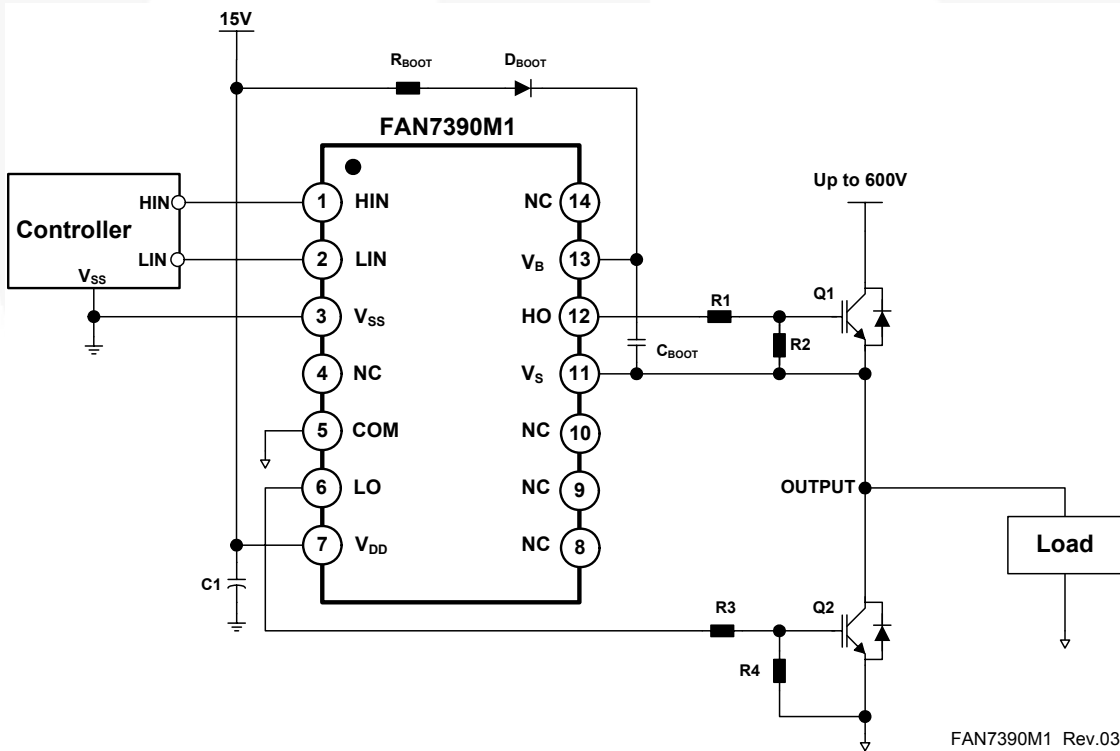 15V
RBOOT
DBOOT
FAN7390M1
Up to 600V
HIN
1
HIN
NC
14
Controller
LIN
2
LIN
VB
13
VSS
3
VSS
HO
12
R1
Q1
R2
4
NC
VS
11
CBOOT
5
COM
NC
10
6
LO
NC
9
OUTPUT
7
VDD
NC
8
Load
C1
R3
Q2
R4
FAN7390M1 Rev.03